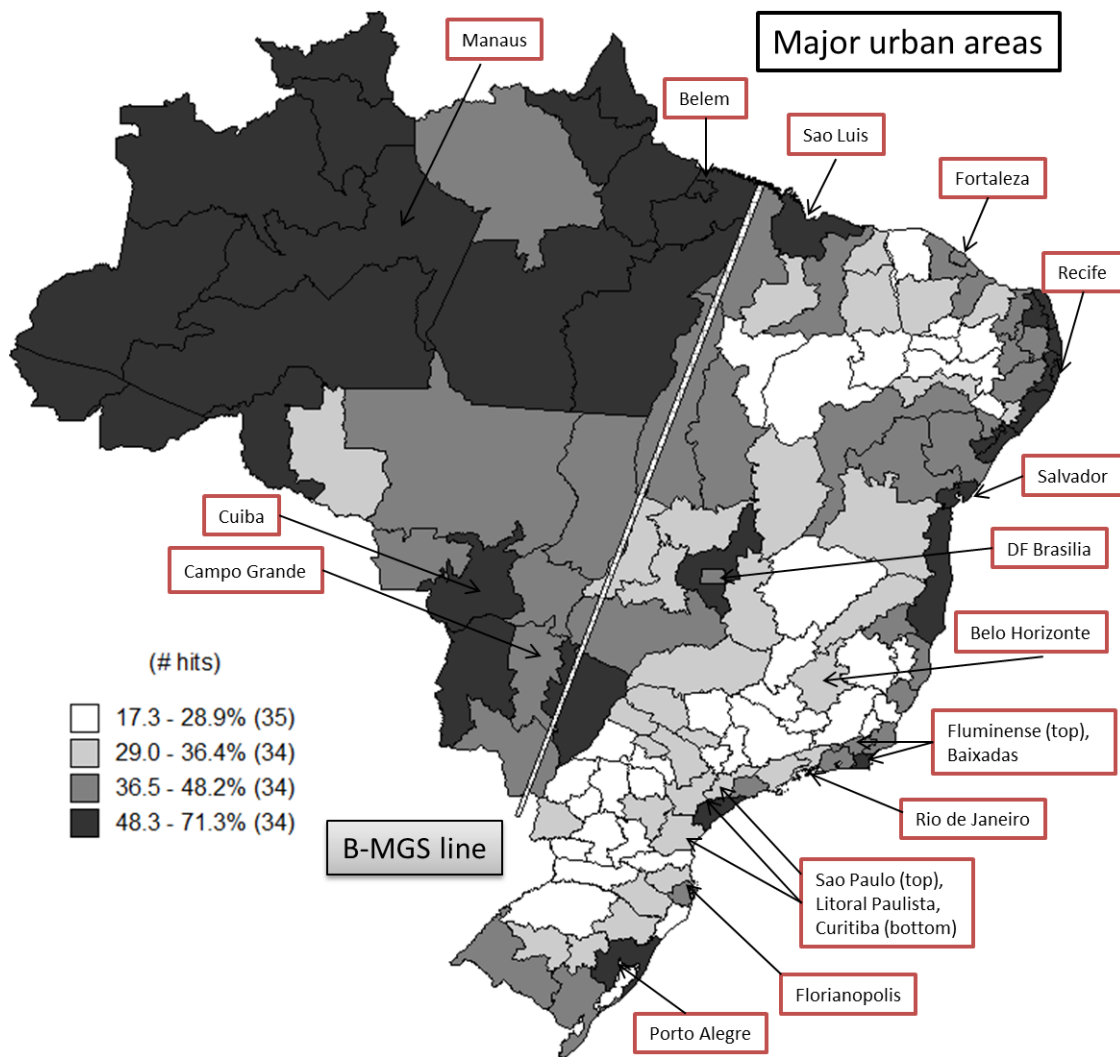 Major urban areas
Manaus
Belem
Sao Luis
Fortaleza
Recife
Salvador
Cuiba
DF Brasilia
Campo Grande
Belo Horizonte
(# hits)
17.3 - 28.9% (35)
29.0 - 36.4% (34)
36.5 - 48.2% (34)
48.3 - 71.3% (34)
Fluminense (top),
Baixadas
Rio de Janeiro
B-MGS line
Sao Paulo (top),
Litoral Paulista,
Curitiba (bottom)
Florianopolis
Porto Alegre